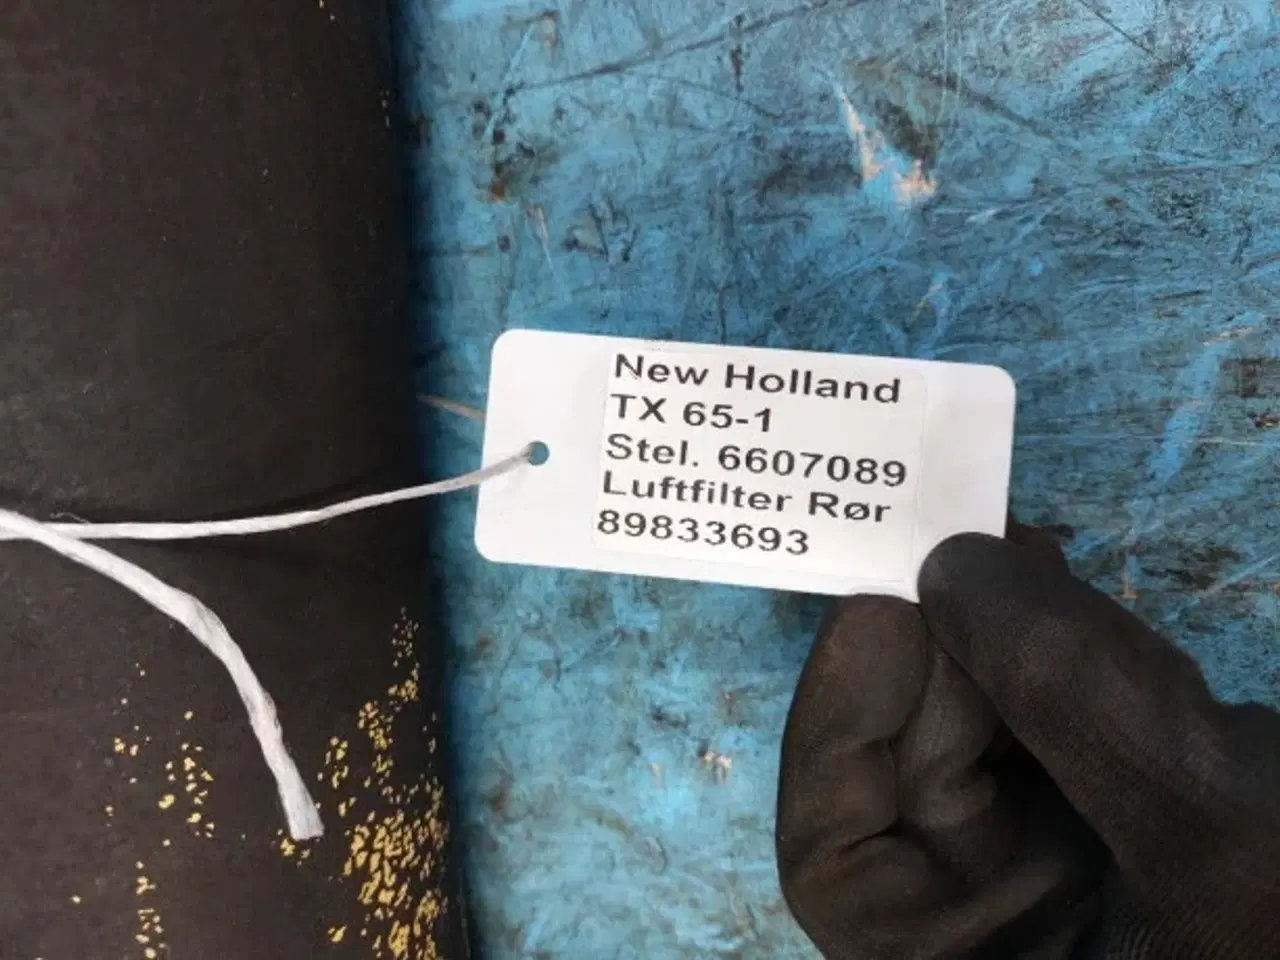 New Holland
TX 65-1
Stel. 6607089
Luftfilter Rør
89833693